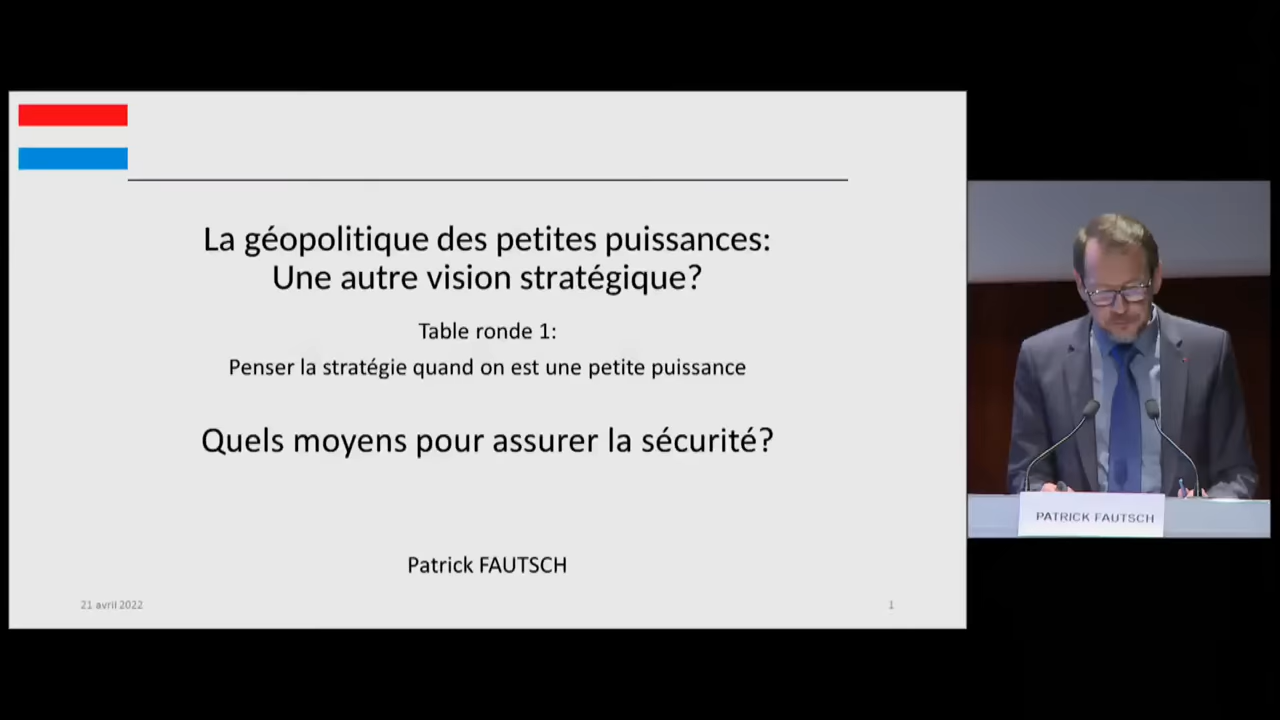 La géopolitique des petites puissances:
Une autre vision stratégique?
Table ronde 1:
Penser la stratégie quand on est une petite puissance
Quels moyens pour assurer la sécurité?
Patrick FAUTSCH
21 avril 2022
1
PATRICK FAUTSCH